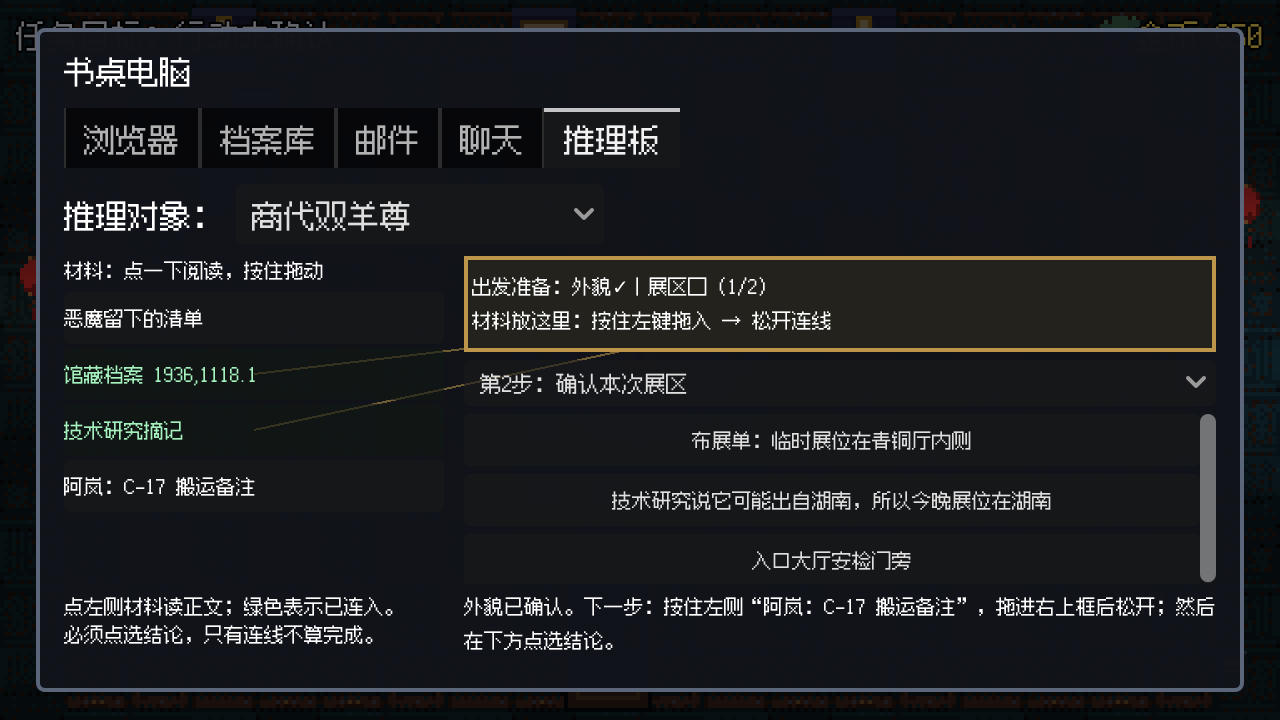 书桌电脑
浏览器 档案库 邮件 聊天 推理板
推理对象： 商代双羊尊
材料：点一下阅读，按住拖动
恶魔留下的清单
馆藏档案 1936,1118.1
技术研究摘记
阿岚：C-17 搬运备注
点左侧材料读正文；绿色表示已连入。
必须点选结论，只有连线不算完成。
出发准备：外貌✓｜展区□（1/2）
材料放这里：按住左键拖入 → 松开连线
第2步：确认本次展区
布展单：临时展位在青铜厅内侧
技术研究说它可能出自湖南，所以今晚展位在湖南
入口大厅安检门旁
外貌已确认。下一步：按住左侧“阿岚：C-17 搬运备注”，拖进右上框后松开；然后
在下方点选结论。